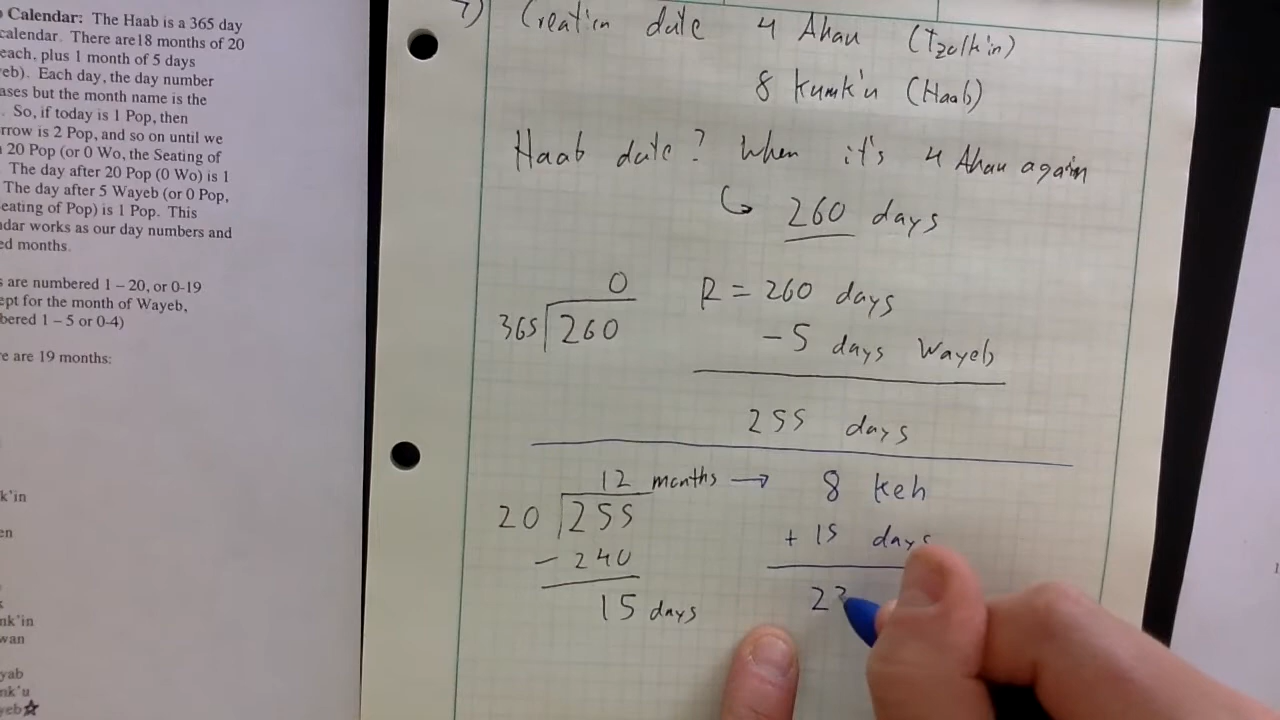 Calendar: The Haab is a 365 day
calendar. There are18 months of 20
each, plus 1 month of 5 days
eb). Each day, the day number
ases but the month name is the
. So, if today is 1 Pop, then
rrow is 2 Pop, and so on until we
20 Pop (or 0 Wo, the Seating of
The day after 20 Pop (0 Wo) is 1
The day after 5 Wayeb (or 0 Pop,
eating of Pop) is 1 Pop. This
dar works as our day numbers and
ed months.
s are numbered 1 – 20, or 0-19
ept for the month of Wayeb,
bered 1 – 5 or 0-4)
re are 19 months:
k'in
en
nk'in
wan
yab
nk'u
yeb☆
7) Creation date 4 Ahau (Tzolk'in)
8 Kumk'u (Haab)
Haab date? When it's 4 Ahau again
↳ 260 days
0
365 260
R = 260 days
-5 days Wayeb
255 days
12 months → 8 Keh
20 255
+ 15 days
- 240
15 days
23
1